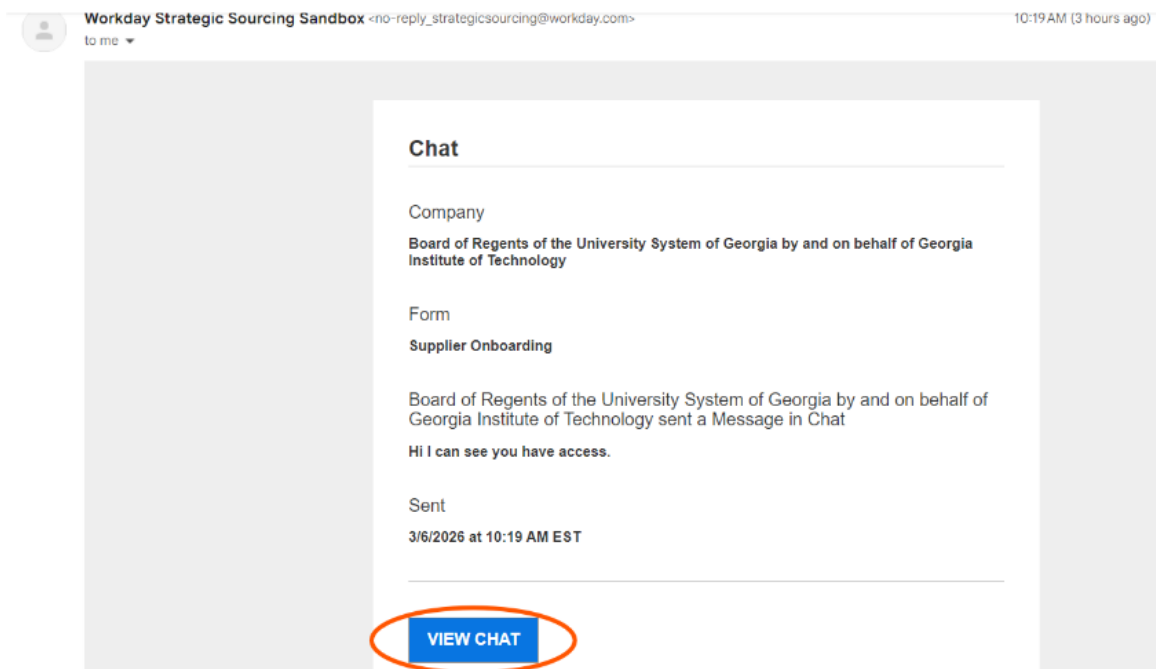 Workday Strategic Sourcing Sandbox <no-reply_strategicsourcing@workday.com> 10:19 AM (3 hours ago)
to me
Chat
Company
Board of Regents of the University System of Georgia by and on behalf of Georgia
Institute of Technology
Form
Supplier Onboarding
Board of Regents of the University System of Georgia by and on behalf of
Georgia Institute of Technology sent a Message in Chat
Hi I can see you have access.
Sent
3/6/2026 at 10:19 AM EST
VIEW CHAT